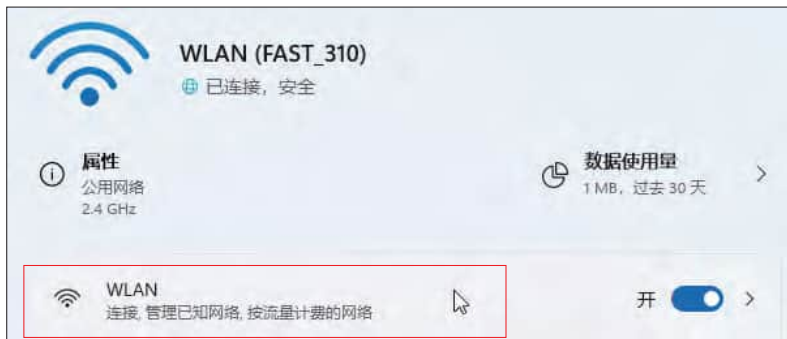 WLAN (FAST_310)
已连接，安全
属性
公用网络
2.4 GHz
数据使用量
1 MB，过去 30 天
WLAN
连接, 管理已知网络, 按流量计费的网络
开